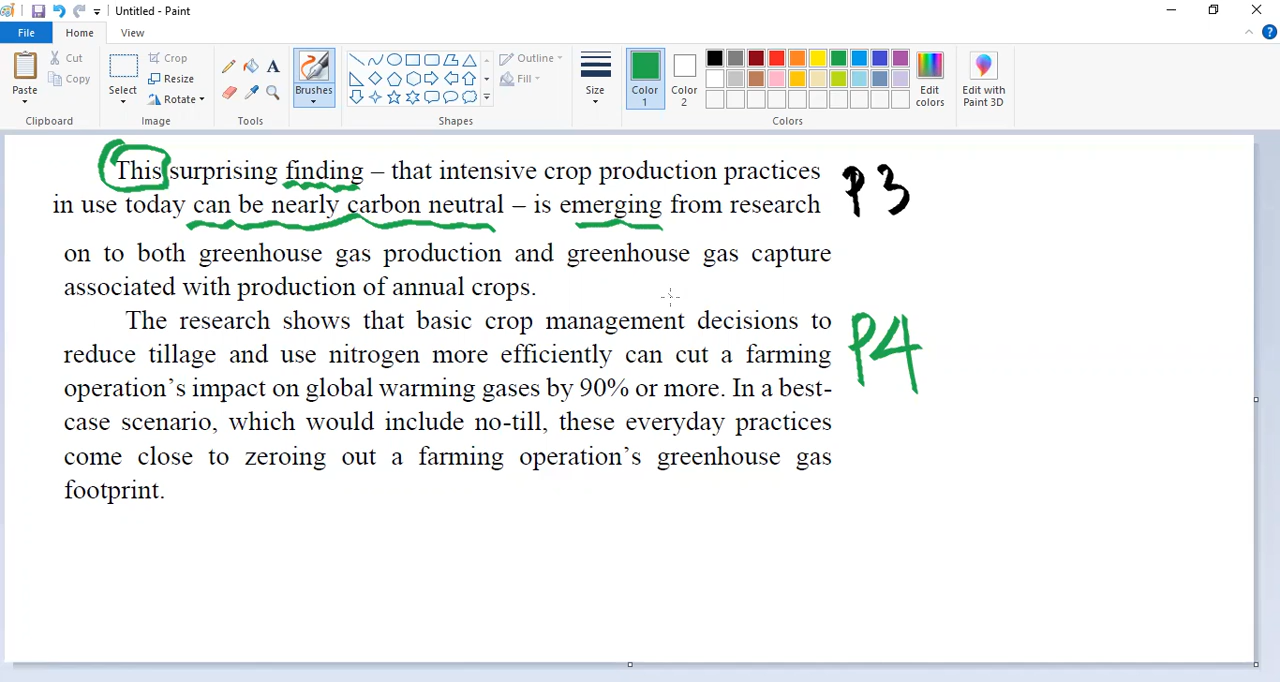 Untitled - Paint
File Home View
Paste Cut Copy Clipboard
Select Crop Resize Rotate Image
A Tools
Brushes
Outline Fill Shapes
Size
Color 1 Color 2 Edit colors Edit with Paint 3D Colors
This surprising finding – that intensive crop production practices P3
in use today can be nearly carbon neutral – is emerging from research
on to both greenhouse gas production and greenhouse gas capture
associated with production of annual crops.
The research shows that basic crop management decisions to P4
reduce tillage and use nitrogen more efficiently can cut a farming
operation’s impact on global warming gases by 90% or more. In a best-
case scenario, which would include no-till, these everyday practices
come close to zeroing out a farming operation’s greenhouse gas
footprint.